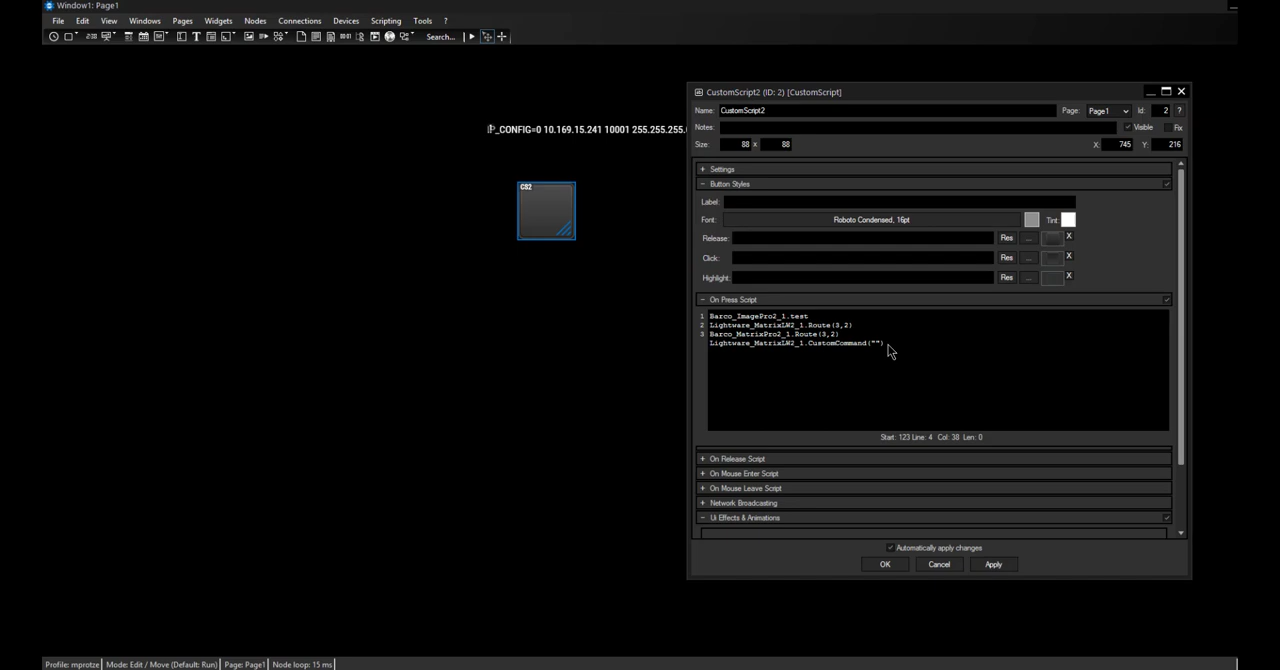 Window1: Page1
File Edit View Windows Pages Widgets Nodes Connections Devices Scripting Tools ?
Search...
CustomScript2 (ID: 2) [CustomScript]
Name: CustomScript2 Page: Page1 Id: 2 ?
Notes: Visible Fix
Size: 88 x 88 X: 745 Y: 216
IP_CONFIG=0 10.169.15.241 10001 255.255.255.
CS2
+ Settings
− Button Styles
Label:
Font: Roboto Condensed, 16pt Tint:
Release: Res ... X
Click: Res ... X
Highlight: Res ... X
− On Press Script
1 Barco_ImagePro2_1.test
2 Lightware_MatrixLW2_1.Route(3,2)
3 Barco_MatrixPro2_1.Route(3,2)
Lightware_MatrixLW2_1.CustomCommand("")
Start: 123 Line: 4 Col: 38 Len: 0
+ On Release Script
+ On Mouse Enter Script
+ On Mouse Leave Script
+ Network Broadcasting
− Ui Effects & Animations
Automatically apply changes
OK Cancel Apply
Profile: mprotze Mode: Edit / Move (Default: Run) Page: Page1 Node loop: 15 ms